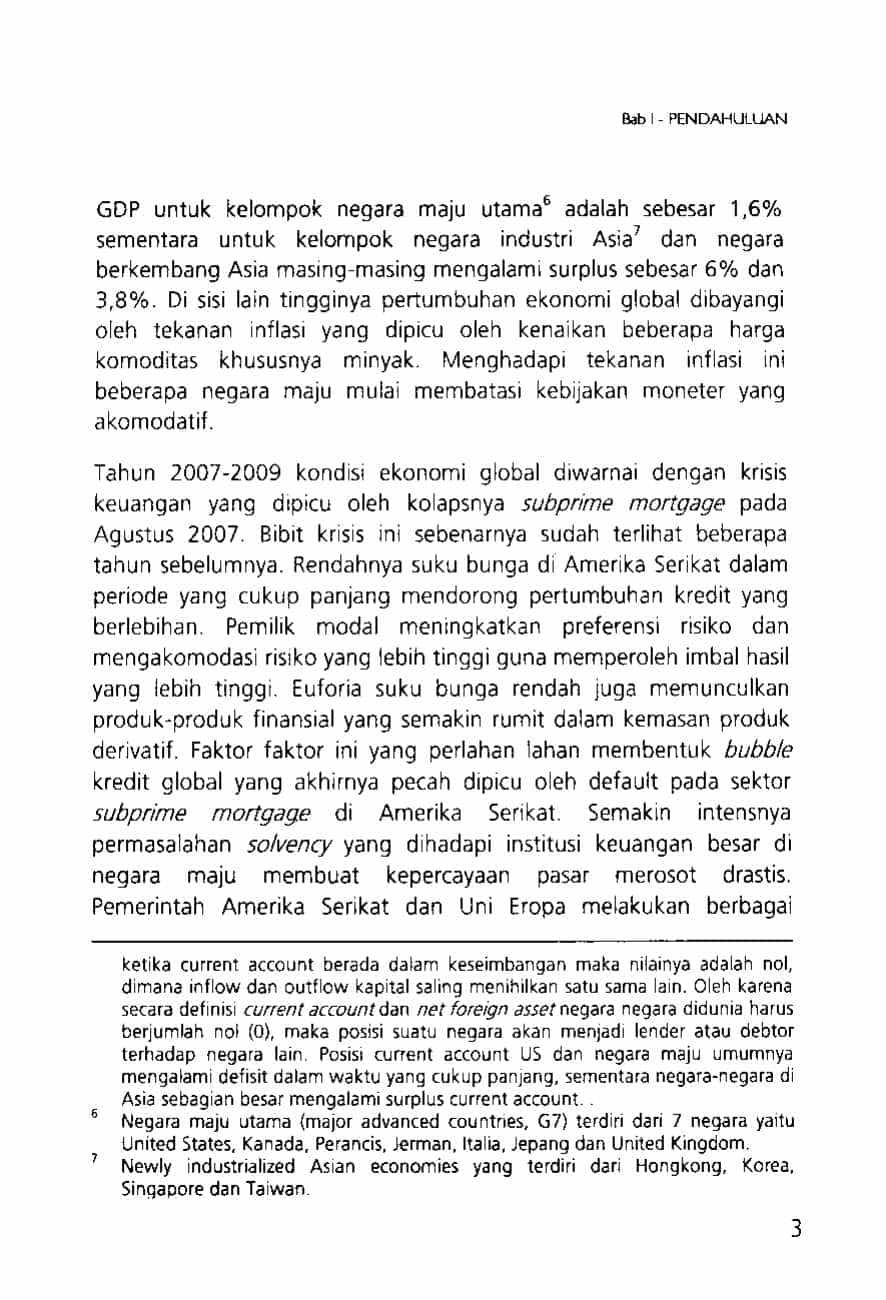 Bab I - PENDAHULUAN
GDP untuk kelompok negara maju utama⁶ adalah sebesar 1,6%
sementara untuk kelompok negara industri Asia⁷ dan negara
berkembang Asia masing-masing mengalami surplus sebesar 6% dan
3,8%. Di sisi lain tingginya pertumbuhan ekonomi global dibayangi
oleh tekanan inflasi yang dipicu oleh kenaikan beberapa harga
komoditas khususnya minyak. Menghadapi tekanan inflasi ini
beberapa negara maju mulai membatasi kebijakan moneter yang
akomodatif.
Tahun 2007-2009 kondisi ekonomi global diwarnai dengan krisis
keuangan yang dipicu oleh kolapsnya subprime mortgage pada
Agustus 2007. Bibit krisis ini sebenarnya sudah terlihat beberapa
tahun sebelumnya. Rendahnya suku bunga di Amerika Serikat dalam
periode yang cukup panjang mendorong pertumbuhan kredit yang
berlebihan. Pemilik modal meningkatkan preferensi risiko dan
mengakomodasi risiko yang lebih tinggi guna memperoleh imbal hasil
yang lebih tinggi. Euforia suku bunga rendah juga memunculkan
produk-produk finansial yang semakin rumit dalam kemasan produk
derivatif. Faktor faktor ini yang perlahan lahan membentuk bubble
kredit global yang akhirnya pecah dipicu oleh default pada sektor
subprime mortgage di Amerika Serikat. Semakin intensnya
permasalahan solvency yang dihadapi institusi keuangan besar di
negara maju membuat kepercayaan pasar merosot drastis.
Pemerintah Amerika Serikat dan Uni Eropa melakukan berbagai
ketika current account berada dalam keseimbangan maka nilainya adalah nol,
dimana inflow dan outflow kapital saling menihilkan satu sama lain. Oleh karena
secara definisi current account dan net foreign asset negara negara didunia harus
berjumlah nol (0), maka posisi suatu negara akan menjadi lender atau debtor
terhadap negara lain. Posisi current account US dan negara maju umumnya
mengalami defisit dalam waktu yang cukup panjang, sementara negara-negara di
Asia sebagian besar mengalami surplus current account. .
⁶ Negara maju utama (major advanced countries, G7) terdiri dari 7 negara yaitu
United States, Kanada, Perancis, Jerman, Italia, Jepang dan United Kingdom.
⁷ Newly industrialized Asian economies yang terdiri dari Hongkong, Korea,
Singapore dan Taiwan.
3